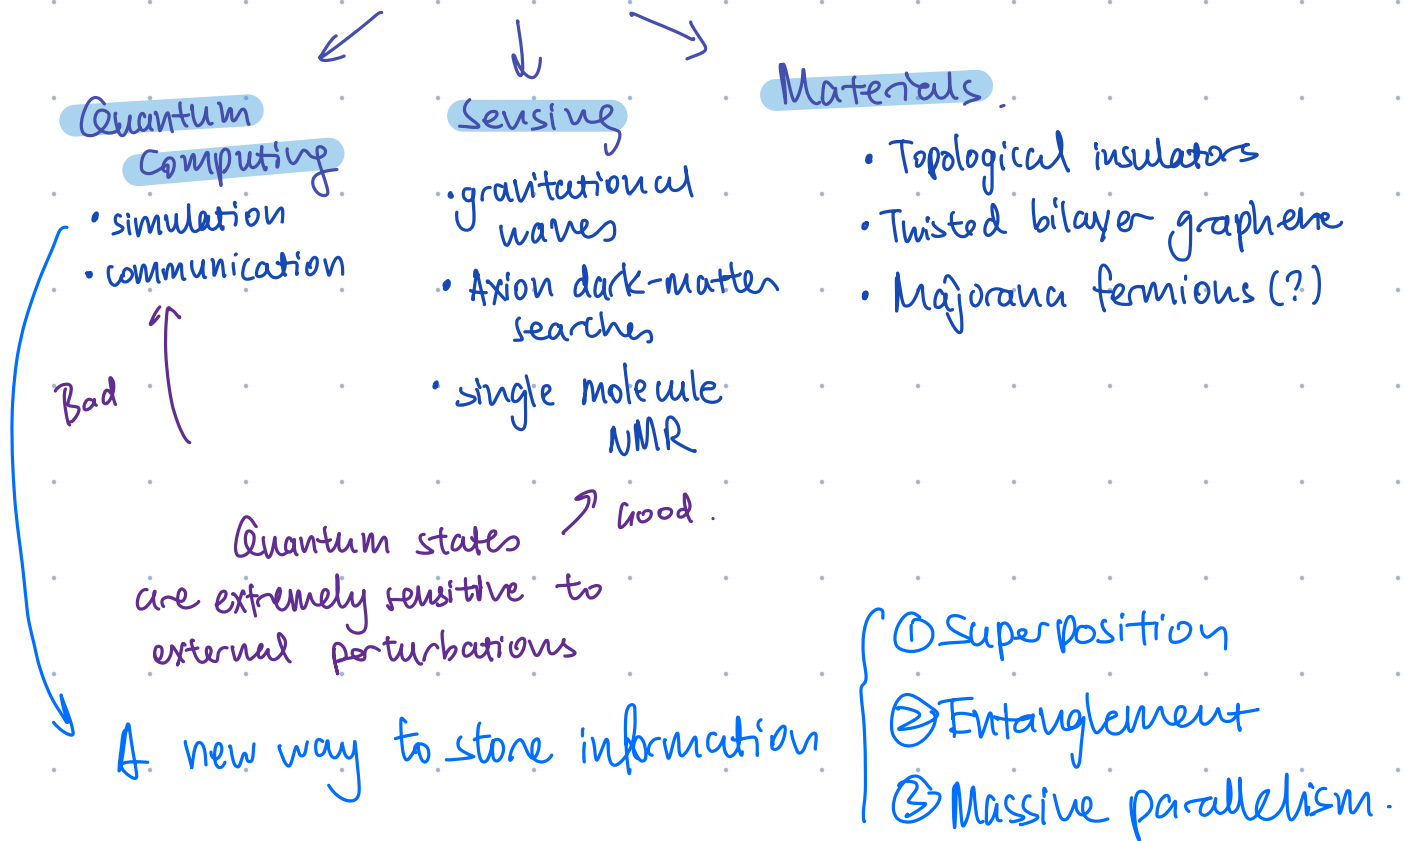 Quantum
Computing
• simulation
• communication
Sensing
• gravitational
waves
• Axion dark-matter
searches
• single molecule
NMR
Materials.
• Topological insulators
• Twisted bilayer graphene
• Majorana fermions (?)
Bad
Good.
Quantum states
are extremely sensitive to
external perturbations
A new way to store information
① Superposition
② Entanglement
③ Massive parallelism.